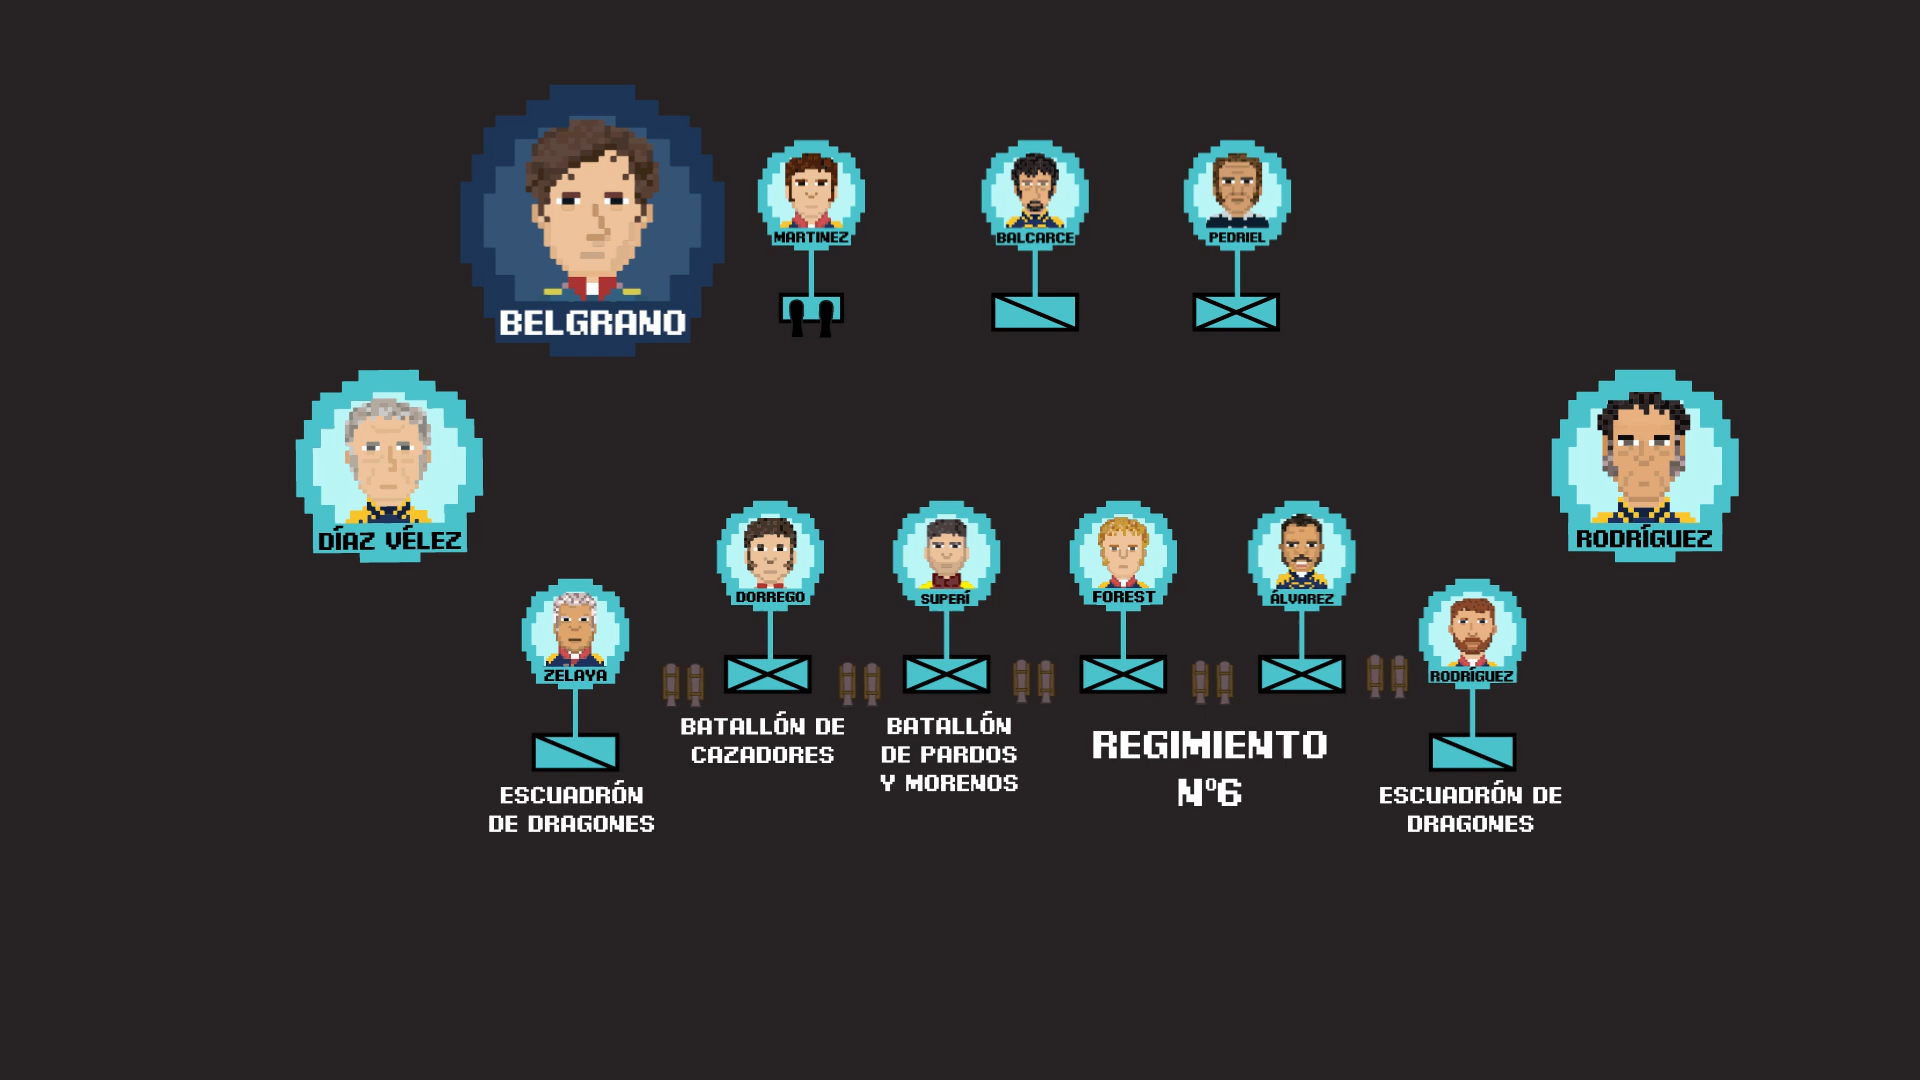 BELGRANO
MARTINEZ
BALCARCE
PEDRIEL
DÍAZ VÉLEZ
RODRÍGUEZ
ZELAYA
ESCUADRÓN
DE DRAGONES
DORREGO
BATALLÓN DE
CAZADORES
SUPERÍ
BATALLÓN
DE PARDOS
Y MORENOS
FOREST
ÁLVAREZ
REGIMIENTO
Nº6
RODRÍGUEZ
ESCUADRÓN DE
DRAGONES